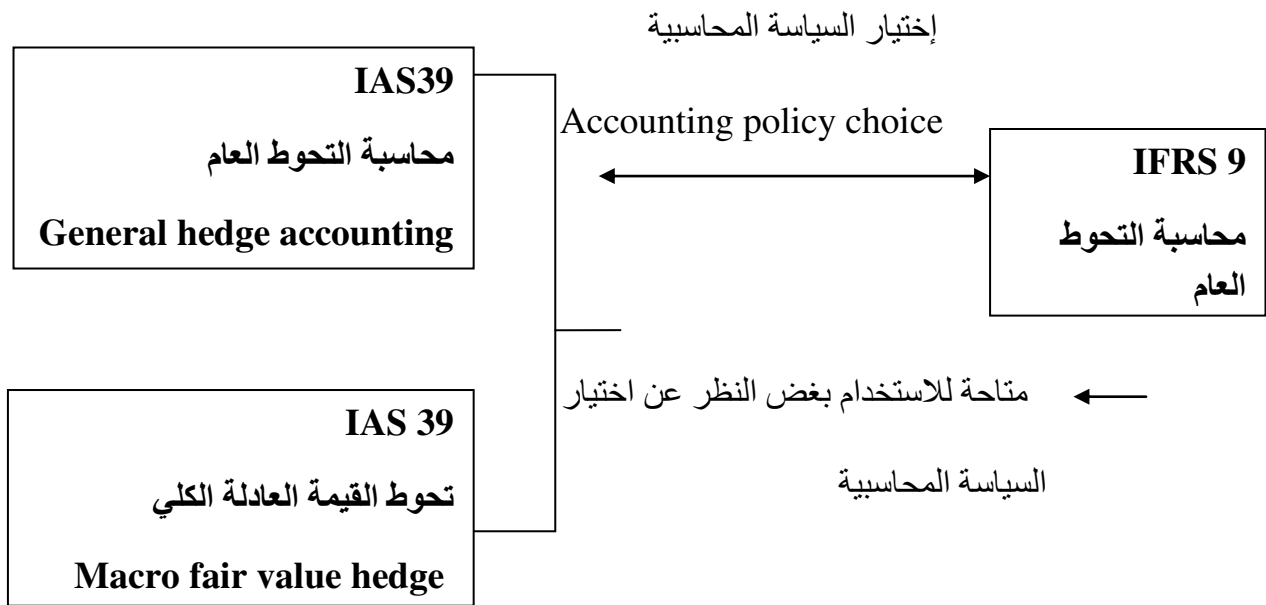 إختيار السياسة المحاسبية
IAS39
محاسبة التحوط العام
General hedge accounting
Accounting policy choice
IFRS 9
محاسبة التحوط
العام
متاحة للاستخدام بغض النظر عن اختيار
السياسة المحاسبية
IAS 39
تحوط القيمة العادلة الكلي
Macro fair value hedge